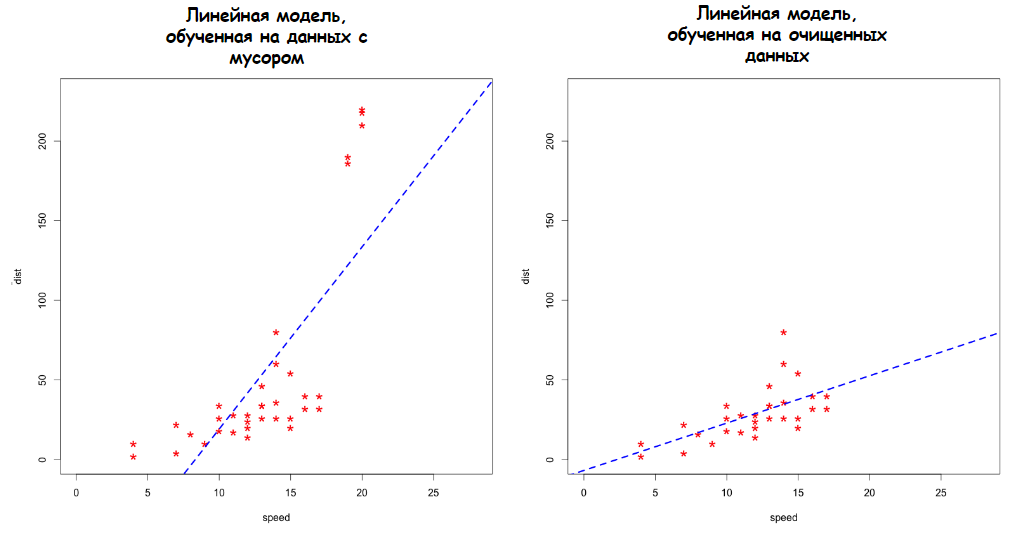 Линейная модель,
обученная на данных с
мусором
200
150
100
50
0
dist
0 5 10 15 20 25
speed
Линейная модель,
обученная на очищенных
данных
200
150
100
50
0
dist
0 5 10 15 20 25
speed